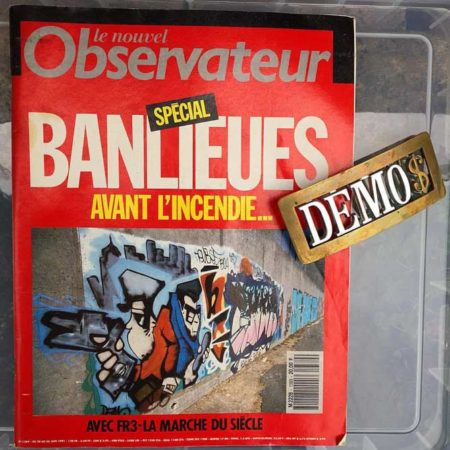 le nouvel
Observateur
SPÉCIAL
BANLIEUES
AVANT L'INCENDIE...
DEMO$
AVEC FR3-LA MARCHE DU SIÈCLE